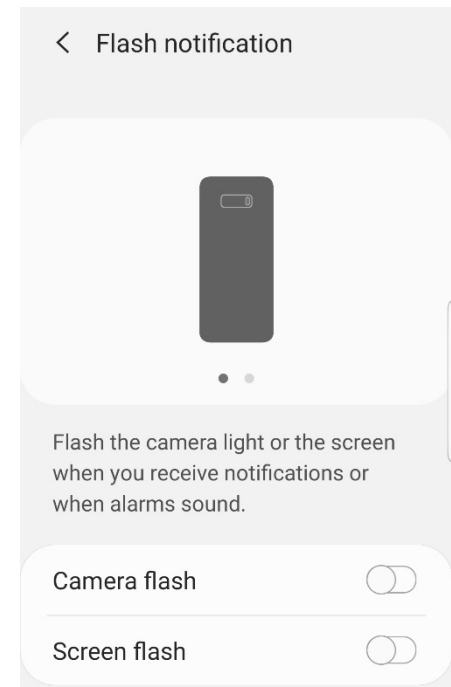 Flash notification
Flash the camera light or the screen
when you receive notifications or
when alarms sound.
Camera flash
Screen flash